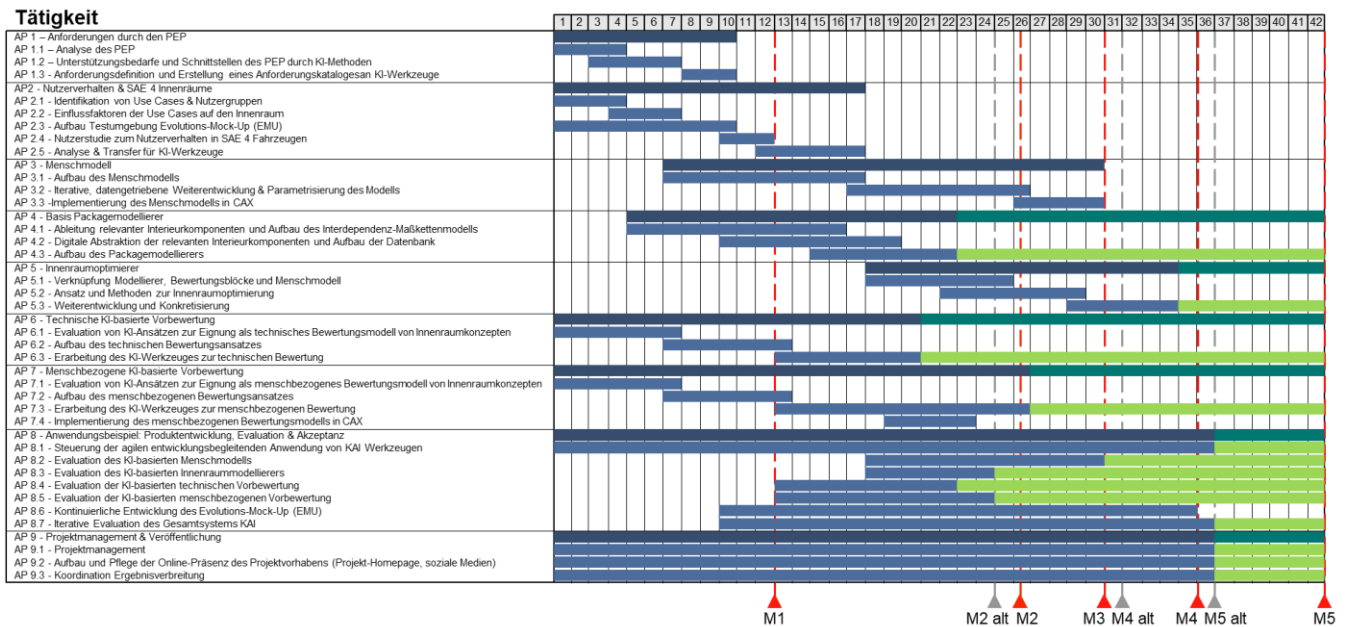 Tätigkeit
1 2 3 4 5 6 7 8 9 10 11 12 13 14 15 16 17 18 19 20 21 22 23 24 25 26 27 28 29 30 31 32 33 34 35 36 37 38 39 40 41 42
AP 1 – Anforderungen durch den PEP
AP 1.1 – Analyse des PEP
AP 1.2 – Unterstützungsbedarfe und Schnittstellen des PEP durch KI-Methoden
AP 1.3 - Anforderungsdefinition und Erstellung eines Anforderungskatalogesan KI-Werkzeuge
AP2 - Nutzerverhalten & SAE 4 Innenräume
AP 2.1 - Identifikation von Use Cases & Nutzergruppen
AP 2.2 - Einflussfaktoren der Use Cases auf den Innenraum
AP 2.3 - Aufbau Testumgebung Evolutions-Mock-Up (EMU)
AP 2.4 - Nutzerstudie zum Nutzerverhalten in SAE 4 Fahrzeugen
AP 2.5 - Analyse & Transfer für KI-Werkzeuge
AP 3 - Menschmodell
AP 3.1 - Aufbau des Menschmodells
AP 3.2 - Iterative, datengetriebene Weiterentwicklung & Parametrisierung des Modells
AP 3.3 -Implementierung des Menschmodells in CAX
AP 4 - Basis Packagemodellierer
AP 4.1 - Ableitung relevanter Interieurkomponenten und Aufbau des Interdependenz-Maßkettenmodells
AP 4.2 - Digitale Abstraktion der relevanten Interieurkomponenten und Aufbau der Datenbank
AP 4.3 - Aufbau des Packagemodellierers
AP 5 - Innenraumoptimierer
AP 5.1 - Verknüpfung Modellierer, Bewertungsblöcke und Menschmodell
AP 5.2 - Ansatz und Methoden zur Innenraumoptimierung
AP 5.3 - Weiterentwicklung und Konkretisierung
AP 6 - Technische KI-basierte Vorbewertung
AP 6.1 - Evaluation von KI-Ansätzen zur Eignung als technisches Bewertungsmodell von Innenraumkonzepten
AP 6.2 - Aufbau des technischen Bewertungsansatzes
AP 6.3 - Erarbeitung des KI-Werkzeuges zur technischen Bewertung
AP 7 - Menschbezogene KI-basierte Vorbewertung
AP 7.1 - Evaluation von KI-Ansätzen zur Eignung als menschbezogenes Bewertungsmodell von Innenraumkonzepten
AP 7.2 - Aufbau des menschbezogenen Bewertungsansatzes
AP 7.3 - Erarbeitung des KI-Werkzeuges zur menschbezogenen Bewertung
AP 7.4 - Implementierung des menschbezogenen Bewertungsmodells in CAX
AP 8 - Anwendungsbeispiel: Produktentwicklung, Evaluation & Akzeptanz
AP 8.1 - Steuerung der agilen entwicklungsbegleitenden Anwendung von KAI Werkzeugen
AP 8.2 - Evaluation des KI-basierten Menschmodells
AP 8.3 - Evaluation des KI-basierten Innenraummodellierers
AP 8.4 - Evaluation der KI-basierten technischen Vorbewertung
AP 8.5 - Evaluation der KI-basierten menschbezogenen Vorbewertung
AP 8.6 - Kontinuierliche Entwicklung des Evolutions-Mock-Up (EMU)
AP 8.7 - Iterative Evaluation des Gesamtsystems KAI
AP 9 - Projektmanagement & Veröffentlichung
AP 9.1 - Projektmanagement
AP 9.2 - Aufbau und Pflege der Online-Präsenz des Projektvorhabens (Projekt-Homepage, soziale Medien)
AP 9.3 - Koordination Ergebnisverbreitung
M1 M2 alt M2 M3 M4 alt M4 M5 alt M5